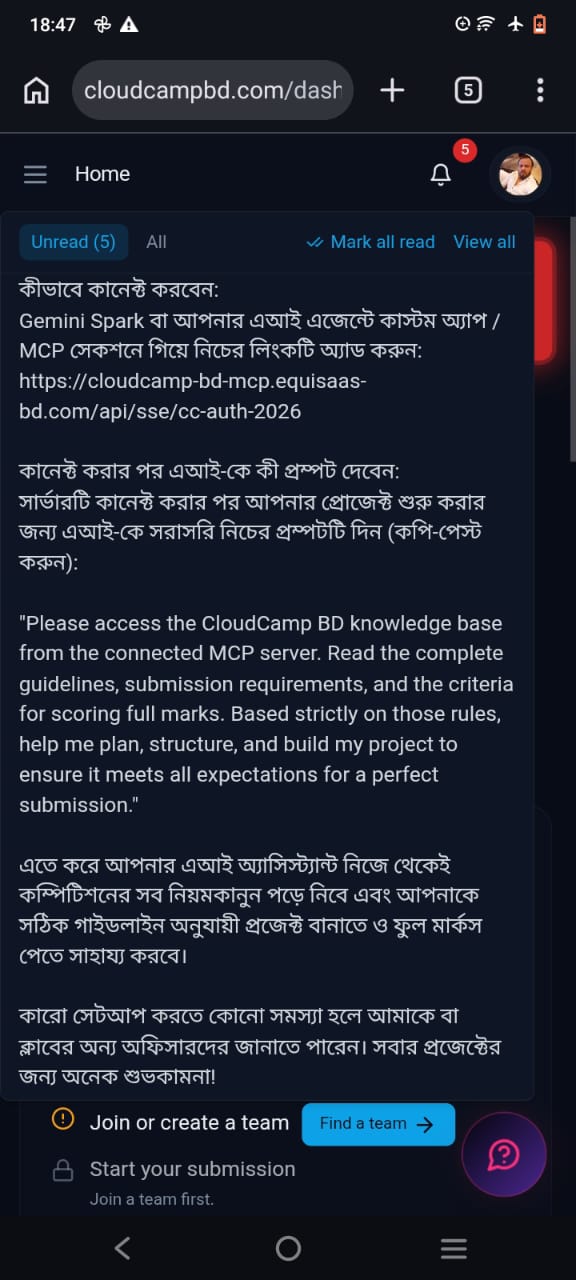 18:47
cloudcampbd.com/dash
5
Home
5
Unread (5)
All
Mark all read
View all
কীভাবে কানেক্ট করবেন:
Gemini Spark বা আপনার এআই এজেন্টে কাস্টম অ্যাপ /
MCP সেকশনে গিয়ে নিচের লিংকটি অ্যাড করুন:
https://cloudcamp-bd-mcp.equisaas-
bd.com/api/sse/cc-auth-2026
কানেক্ট করার পর এআই-কে কী প্রম্পট দেবেন:
সার্ভারটি কানেক্ট করার পর আপনার প্রোজেক্ট শুরু করার
জন্য এআই-কে সরাসরি নিচের প্রম্পটটি দিন (কপি-পেস্ট
করুন):
"Please access the CloudCamp BD knowledge base
from the connected MCP server. Read the complete
guidelines, submission requirements, and the criteria
for scoring full marks. Based strictly on those rules,
help me plan, structure, and build my project to
ensure it meets all expectations for a perfect
submission."
এতে করে আপনার এআই অ্যাসিস্ট্যান্ট নিজে থেকেই
কম্পিটিশনের সব নিয়মকানুন পড়ে নিবে এবং আপনাকে
সঠিক গাইডলাইন অনুযায়ী প্রজেক্ট বানাতে ও ফুল মার্কস
পেতে সাহায্য করবে।
কারো সেটআপ করতে কোনো সমস্যা হলে আমাকে বা
ক্লাবের অন্য অফিসারদের জানাতে পারেন। সবার প্রজেক্টের
জন্য অনেক শুভকামনা!
Join or create a team
Find a team
Start your submission
Join a team first.